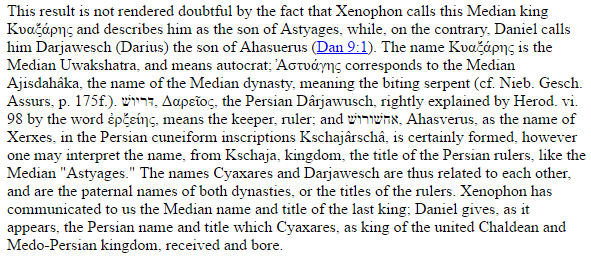 This result is not rendered doubtful by the fact that Xenophon calls this Median king
Κυαξάρης and describes him as the son of Astyages, while, on the contrary, Daniel calls
him Darjawesch (Darius) the son of Ahasuerus (Dan 9:1). The name Κυαξάρης is the
Median Uwakshatra, and means autocrat; Ἀστυάγης corresponds to the Median
Ajisdahâka, the name of the Median dynasty, meaning the biting serpent (cf. Nieb. Gesch.
Assurs, p. 175f.). דריושׁ, Δαρεῖος, the Persian Dârjawusch, rightly explained by Herod. vi.
98 by the word ἑρξείης, means the keeper, ruler; and אחשׁורושׁ, Ahasverus, as the name of
Xerxes, in the Persian cuneiform inscriptions Kschajârschâ, is certainly formed, however
one may interpret the name, from Kschaja, kingdom, the title of the Persian rulers, like the
Median "Astyages." The names Cyaxares and Darjawesch are thus related to each other,
and are the paternal names of both dynasties, or the titles of the rulers. Xenophon has
communicated to us the Median name and title of the last king; Daniel gives, as it
appears, the Persian name and title which Cyaxares, as king of the united Chaldean and
Medo-Persian kingdom, received and bore.